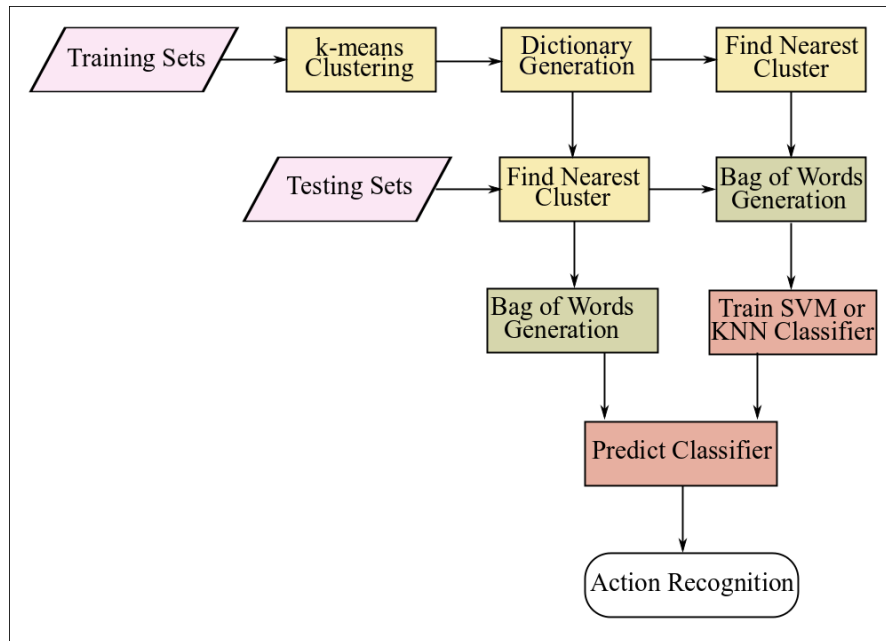 Training Sets
k-means
Clustering
Dictionary
Generation
Find Nearest
Cluster
Testing Sets
Find Nearest
Cluster
Bag of Words
Generation
Bag of Words
Generation
Train SVM or
KNN Classifier
Predict Classifier
Action Recognition